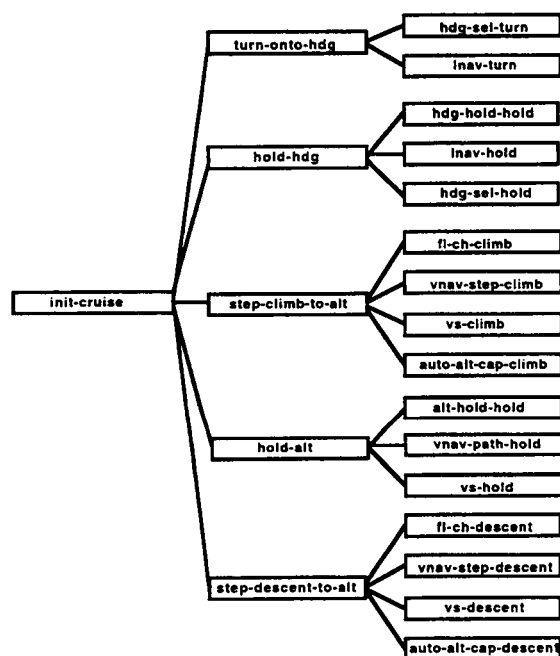 hdg-sel-turn
turn-onto-hdg
lnav-turn
hdg-hold-hold
hold-hdg
lnav-hold
hdg-sel-hold
fl-ch-climb
vnav-step-climb
init-cruise
step-climb-to-alt
vs-climb
auto-alt-cap-climb
alt-hold-hold
hold-alt
vnav-path-hold
vs-hold
fl-ch-descent
vnav-step-descent
step-descent-to-alt
vs-descent
auto-alt-cap-descent